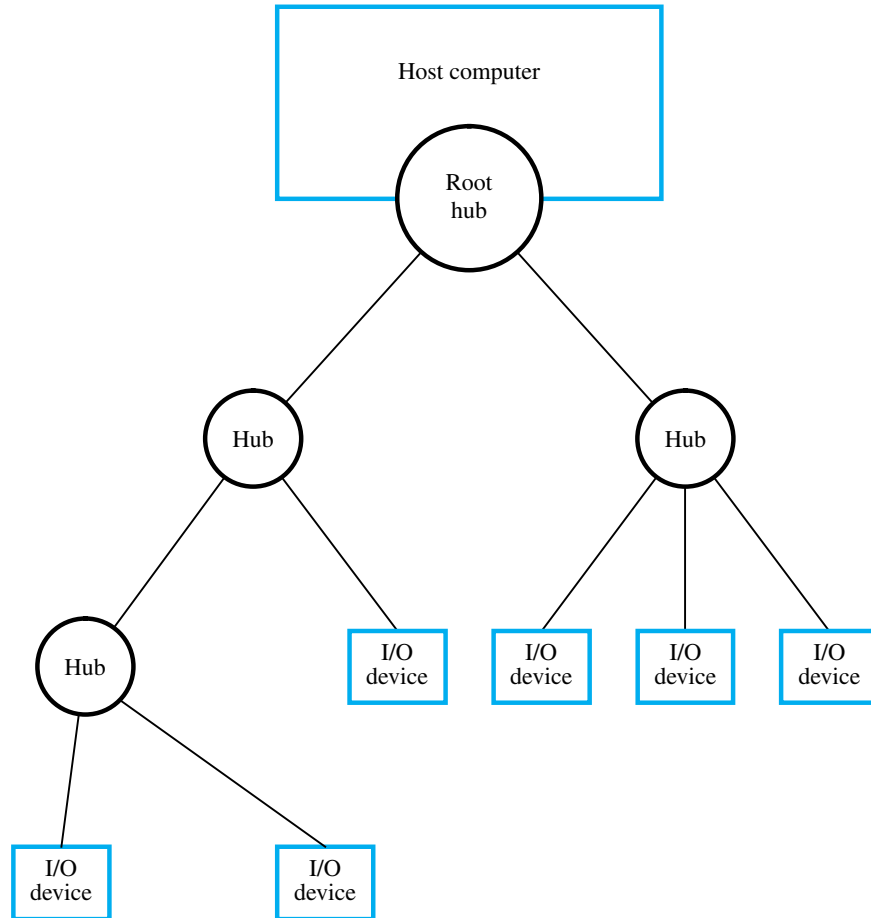 Host computer
Root
hub
Hub
Hub
Hub
I/O
device
I/O
device
I/O
device
I/O
device
I/O
device
I/O
device